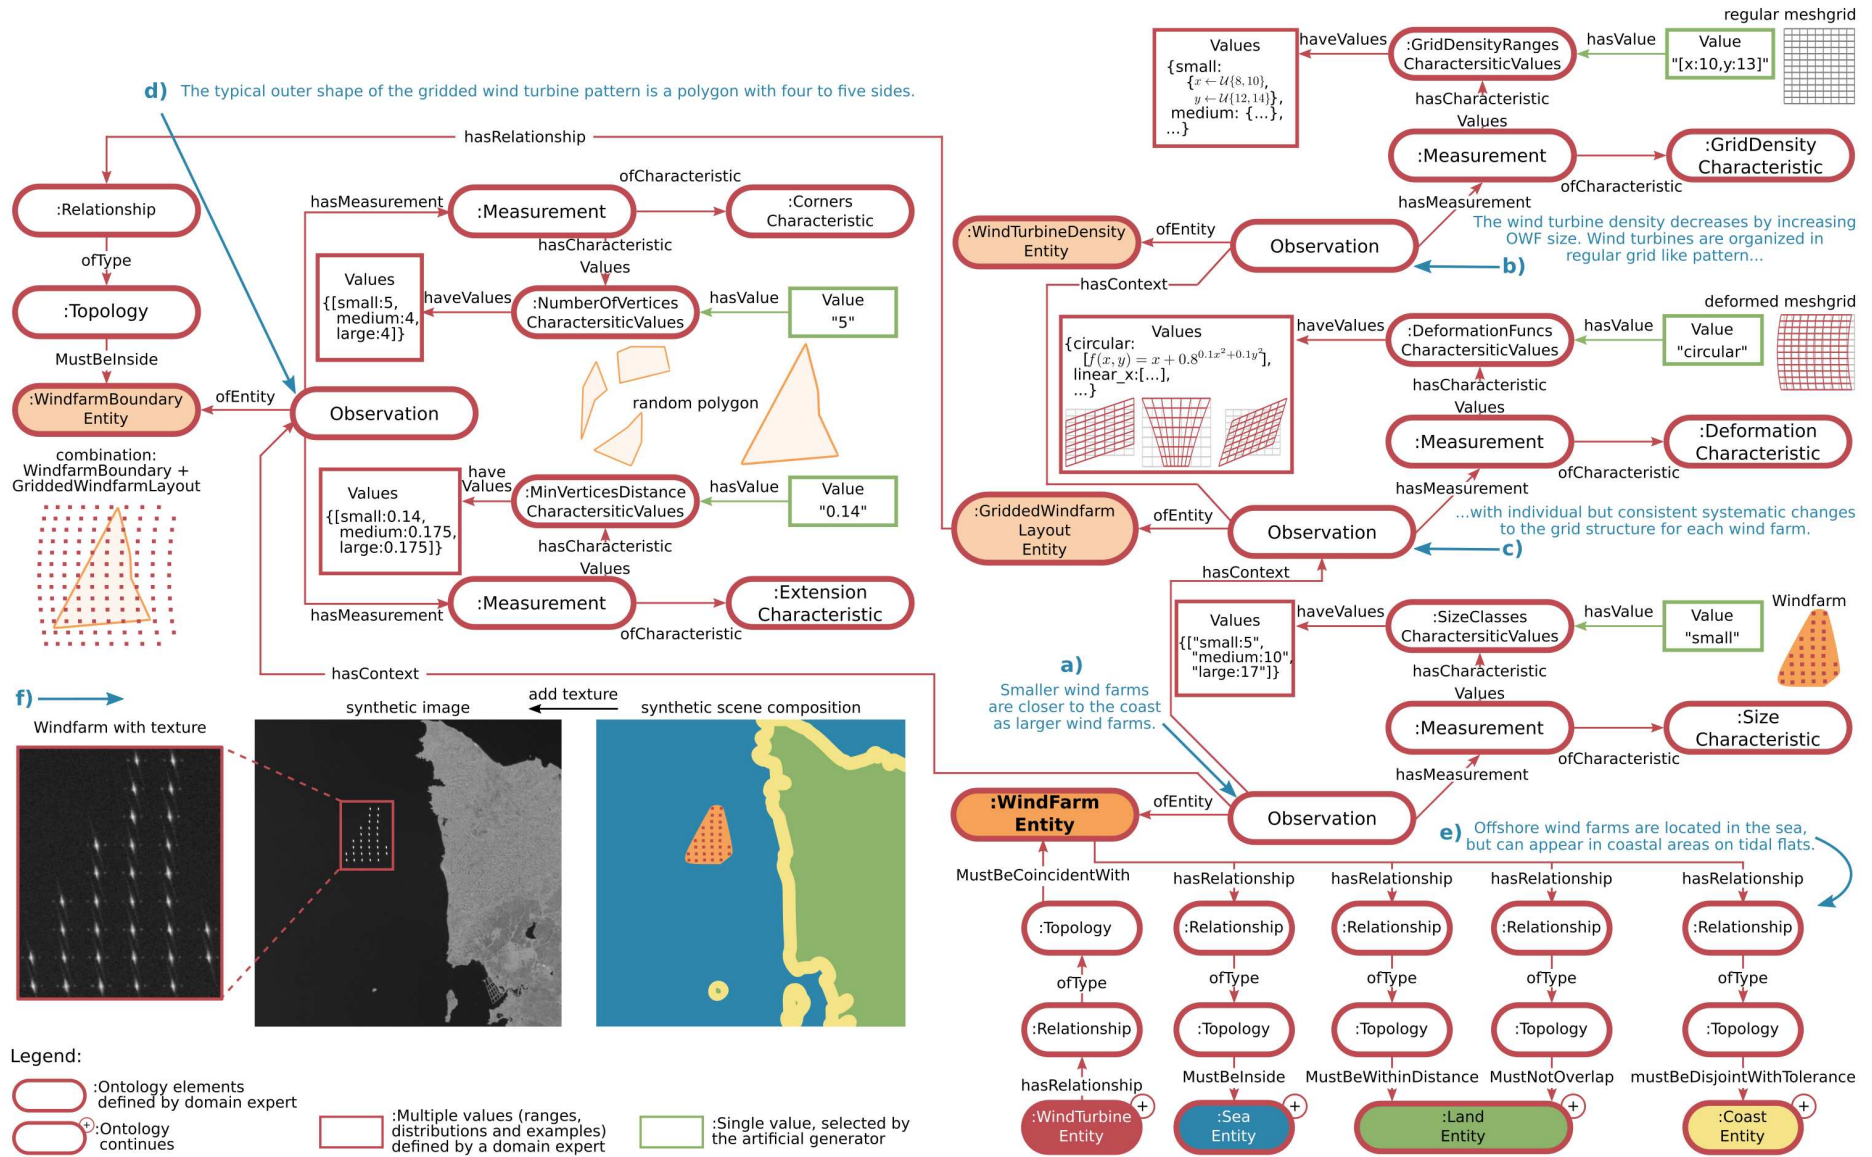 d) The typical outer shape of the gridded wind turbine pattern is a polygon with four to five sides.
hasRelationship
:Relationship
ofType
:Topology
MustBeInside
:WindfarmBoundary
Entity
ofEntity
Observation
combination:
WindfarmBoundary +
GriddedWindfarmLayout
hasMeasurement
:Measurement
ofCharacteristic
:Corners
Characteristic
hasCharacteristic
Values
Values
{[small:5,
medium:4,
large:4]}
haveValues
:NumberOfVertices
CharactersiticValues
hasValue
Value
"5"
random polygon
Values
{[small:0.14,
medium:0.175,
large:0.175]}
have
Values
:MinVerticesDistance
CharactersiticValues
hasValue
Value
"0.14"
hasCharacteristic
Values
hasMeasurement
:Measurement
ofCharacteristic
:Extension
Characteristic
hasContext
regular meshgrid
Values
{small:
{x ← U{8, 10},
y ← U{12, 14}},
medium: {...},
...}
haveValues
:GridDensityRanges
CharactersiticValues
hasValue
Value
"[x:10,y:13]"
hasCharacteristic
Values
:Measurement
ofCharacteristic
:GridDensity
Characteristic
hasMeasurement
:WindTurbineDensity
Entity
ofEntity
Observation
The wind turbine density decreases by increasing
OWF size. Wind turbines are organized in
regular grid like pattern...
b)
hasContext
deformed meshgrid
Values
{circular:
[f(x, y) = x + 0.8^{0.1x^2+0.1y^2}],
linear_x:[...],
...}
haveValues
:DeformationFuncs
CharactersiticValues
hasValue
Value
"circular"
hasCharacteristic
Values
:Measurement
ofCharacteristic
:Deformation
Characteristic
hasMeasurement
:GriddedWindfarm
Layout
Entity
ofEntity
Observation
...with individual but consistent systematic changes
to the grid structure for each wind farm.
c)
hasContext
Windfarm
Values
{["small:5",
"medium:10",
"large:17"]}
haveValues
:SizeClasses
CharactersiticValues
hasValue
Value
"small"
hasCharacteristic
Values
:Measurement
ofCharacteristic
:Size
Characteristic
hasMeasurement
a)
Smaller wind farms
are closer to the coast
as larger wind farms.
:WindFarm
Entity
ofEntity
Observation
e) Offshore wind farms are located in the sea,
but can appear in coastal areas on tidal flats.
MustBeCoincidentWith
hasRelationship
hasRelationship
hasRelationship
hasRelationship
:Topology
:Relationship
:Relationship
:Relationship
:Relationship
ofType
ofType
ofType
ofType
ofType
:Relationship
:Topology
:Topology
:Topology
:Topology
hasRelationship
MustBeInside
MustBeWithinDistance
MustNotOverlap
mustBeDisjointWithTolerance
:WindTurbine
Entity
+
:Sea
Entity
+
:Land
Entity
+
:Coast
Entity
+
f)
Windfarm with texture
synthetic image
add texture
synthetic scene composition
Legend:
:Ontology elements
defined by domain expert
+
:Ontology
continues
:Multiple values (ranges,
distributions and examples)
defined by a domain expert
:Single value, selected by
the artificial generator